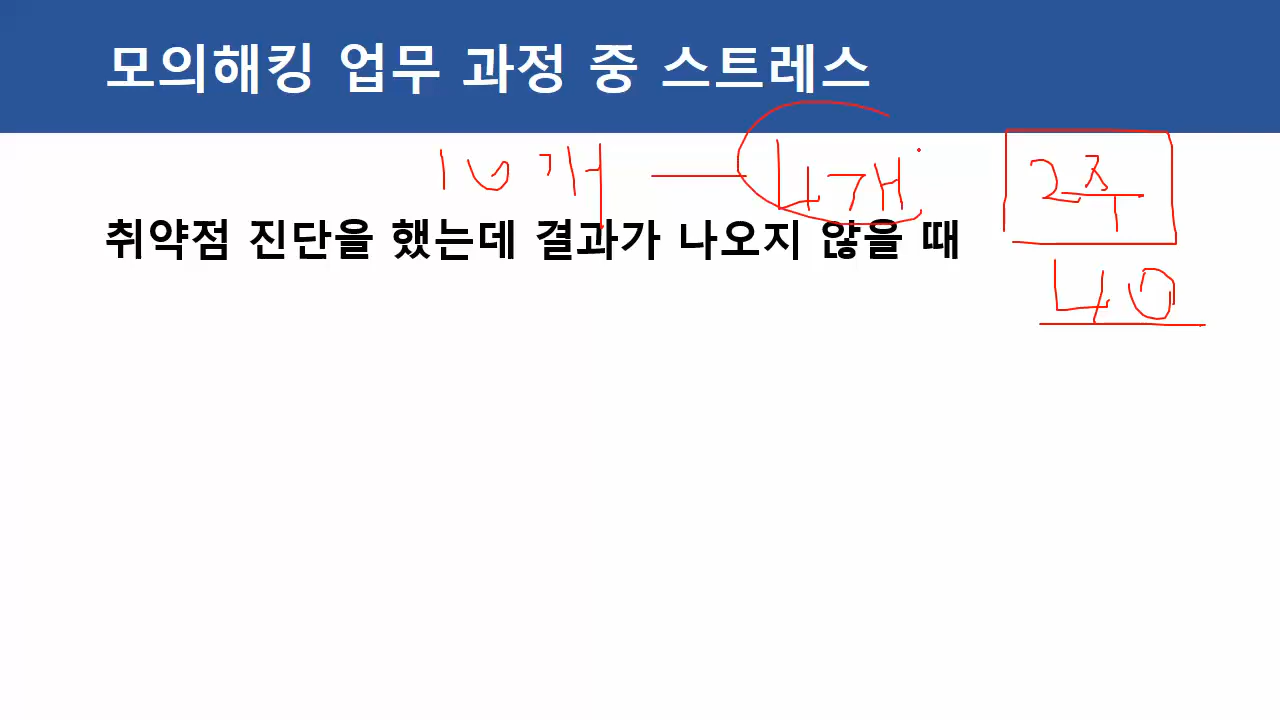 모의해킹 업무 과정 중 스트레스
10개 — 4개 2주
취약점 진단을 했는데 결과가 나오지 않을 때
40